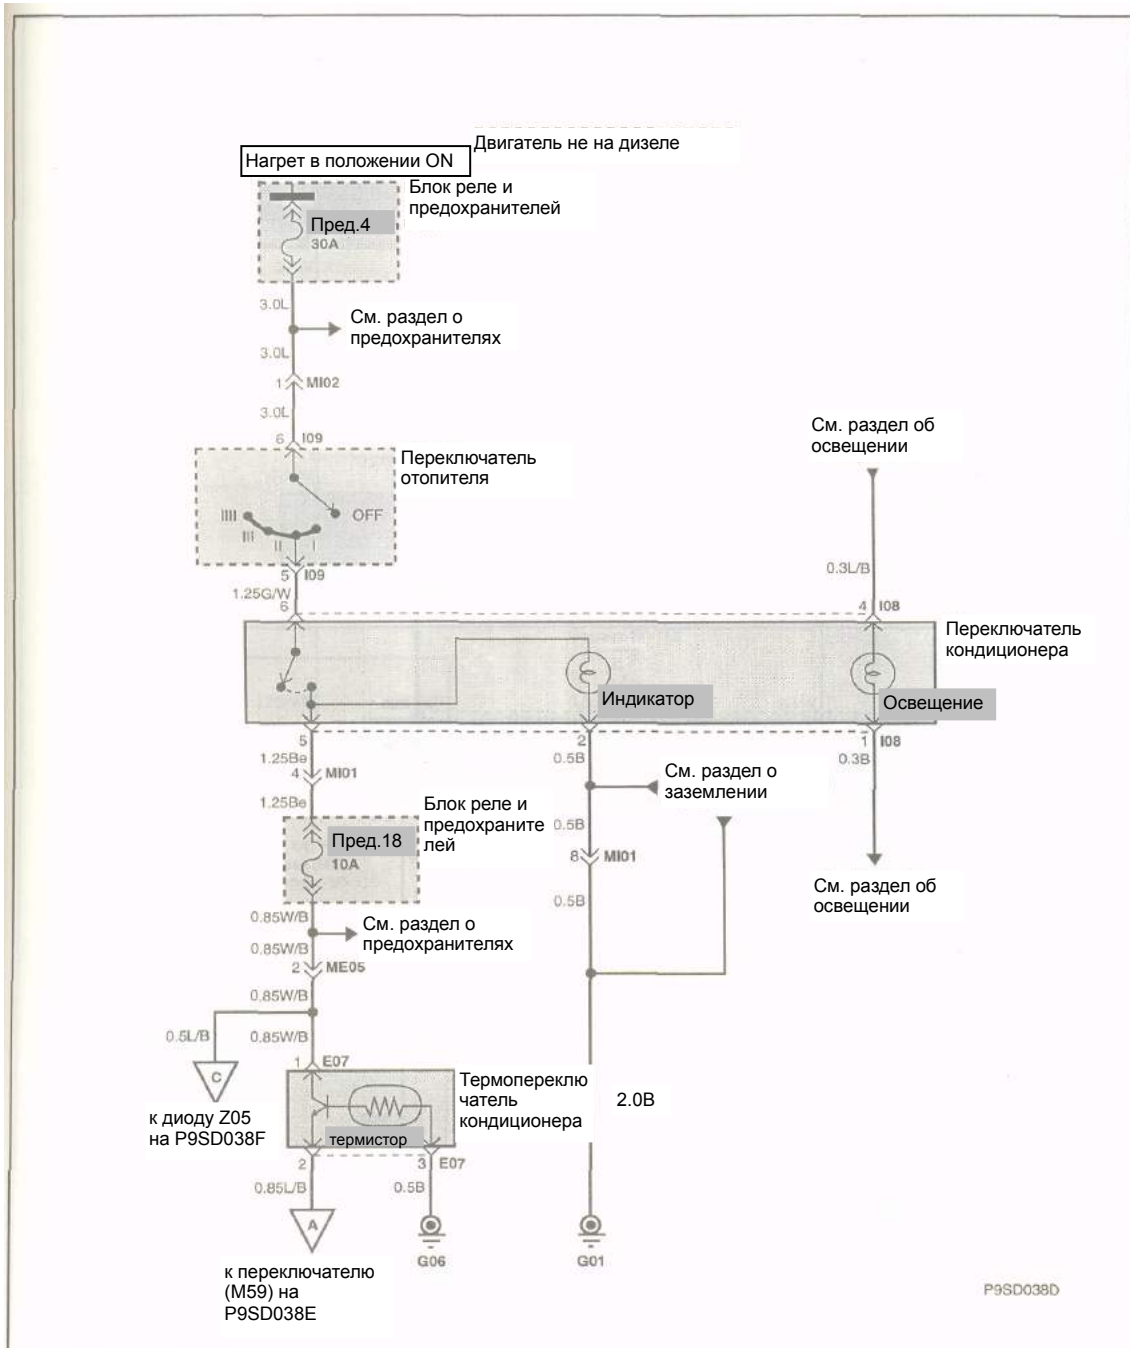 Двигатель не на дизеле
Нагрет в положении ON
Блок реле и
предохранителей
Пред.4
30A
3.0L
См. раздел о
предохранителях
3.0L
1
MI02
3.0L
6
I09
Переключатель
отопителя
OFF
IIII
III
II
I
5
I09
1.25G/W
6
См. раздел об
освещении
0.3L/B
4
I08
Переключатель
кондиционера
Индикатор
Освещение
5
2
1
I08
1.25Be
0.5B
0.3B
4
MI01
См. раздел о
заземлении
1.25Be
Блок реле и
предохраните
лей
Пред.18
10A
0.5B
8
MI01
См. раздел об
освещении
0.5B
0.85W/B
См. раздел о
предохранителях
0.85W/B
2
ME05
0.85W/B
0.5L/B
0.85W/B
C
1
E07
к диоду Z05
на P9SD038F
Термопереклю
чатель
кондиционера
2.0B
термистор
2
3
E07
0.85L/B
0.5B
A
G06
G01
к переключателю
(M59) на
P9SD038E
P9SD038D